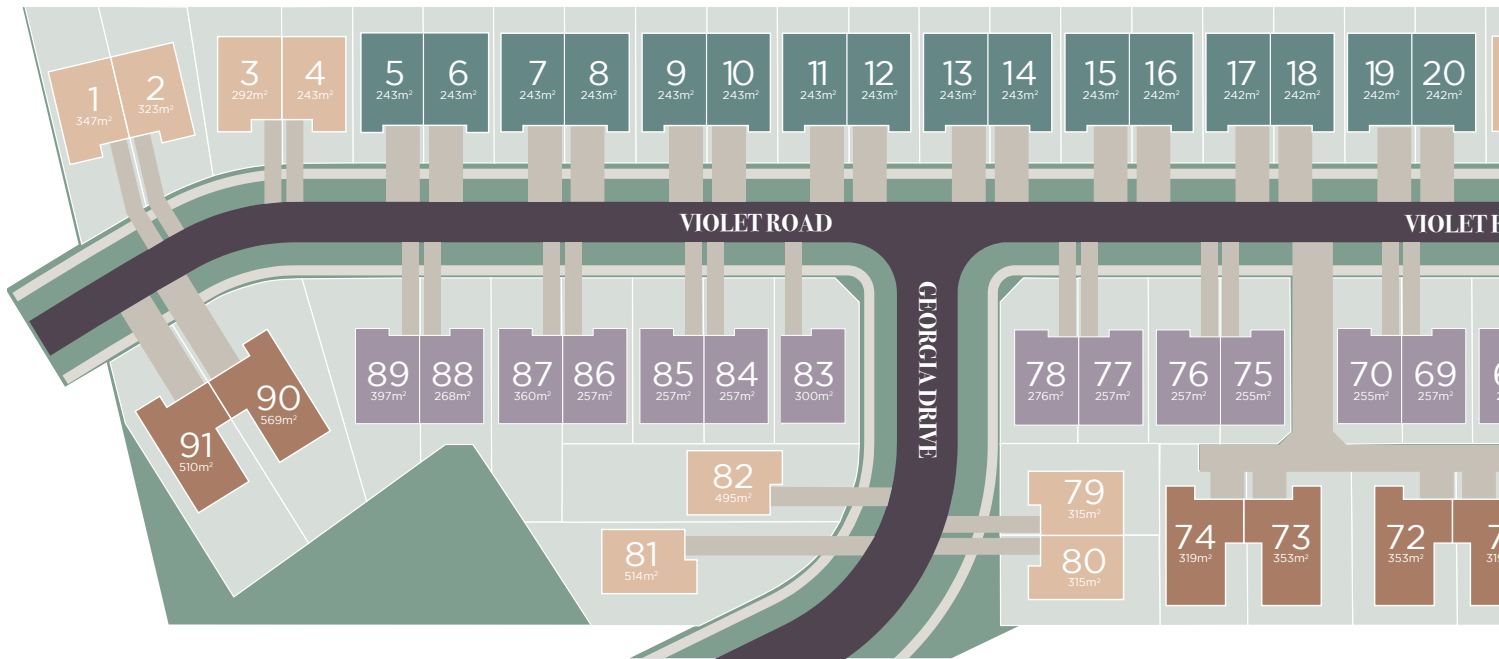 1
347m²
2
323m²
3
292m²
4
243m²
5
243m²
6
243m²
7
243m²
8
243m²
9
243m²
10
243m²
11
243m²
12
243m²
13
243m²
14
243m²
15
243m²
16
242m²
17
242m²
18
242m²
19
242m²
20
242m²
VIOLET ROAD
VIOLET
GEORGIA DRIVE
91
510m²
90
569m²
89
397m²
88
268m²
87
360m²
86
257m²
85
257m²
84
257m²
83
300m²
78
276m²
77
257m²
76
257m²
75
255m²
70
255m²
69
257m²
82
495m²
81
514m²
79
315m²
80
315m²
74
319m²
73
353m²
72
353m²